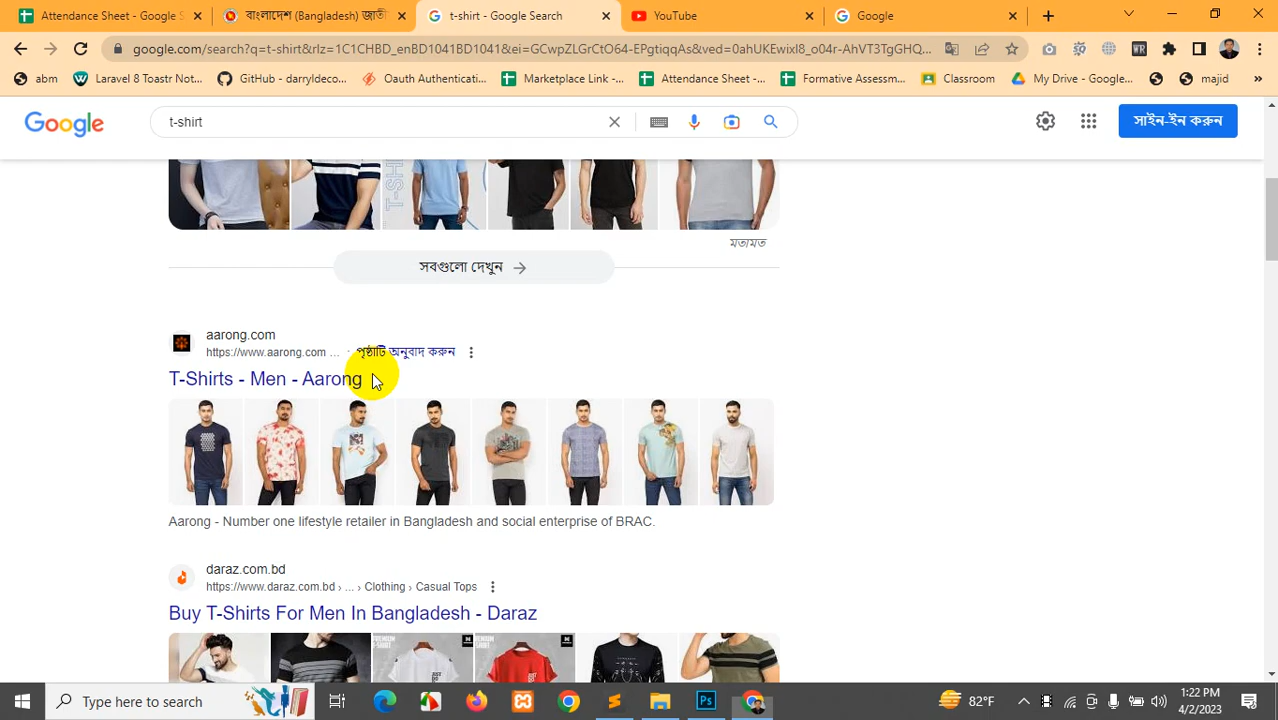 Attendance Sheet - Google S
বাংলাদেশ (Bangladesh) জাতী
t-shirt - Google Search
YouTube
Google
google.com/search?q=t-shirt&rlz=1C1CHBD_enBD1041BD1041&ei=GCwpZLGrCtO64-EPgtiqqAs&ved=0ahUKEwixl8_o04r-AhVT3TgGHQ...
abm
Laravel 8 Toastr Not...
GitHub - darryldeco...
Oauth Authenticati...
Marketplace Link -...
Attendance Sheet -...
Formative Assessm...
Classroom
My Drive - Google...
majid
Google
t-shirt
সাইন-ইন করুন
মতামত
সবগুলো দেখুন
aarong.com
https://www.aarong.com ... · পৃষ্ঠাটি অনুবাদ করুন
T-Shirts - Men - Aarong
Aarong - Number one lifestyle retailer in Bangladesh and social enterprise of BRAC.
daraz.com.bd
https://www.daraz.com.bd › ... › Clothing › Casual Tops
Buy T-Shirts For Men In Bangladesh - Daraz
Type here to search
82°F
1:22 PM
4/2/2023